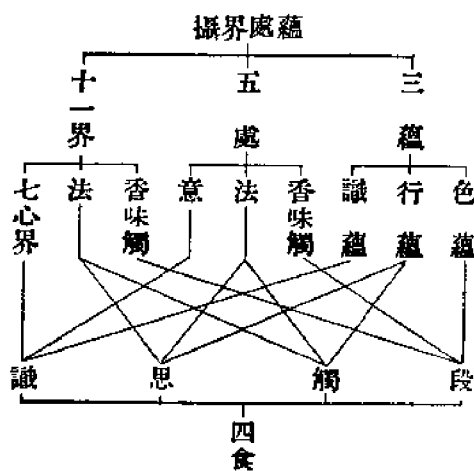 蘊處界攝
三蘊
五處
十一界
色蘊
行蘊
識蘊
香味觸
法
意
香味觸
法
七心界
段
觸
思
識
四食